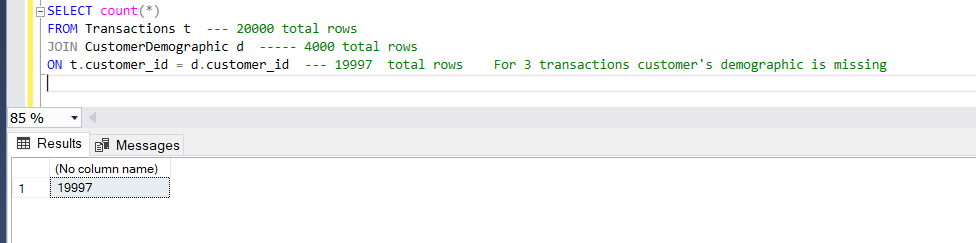 SELECT count(*)
FROM Transactions t  --- 20000 total rows
JOIN CustomerDemographic d  ----- 4000 total rows
ON t.customer_id = d.customer_id  --- 19997  total rows    For 3 transactions customer's demographic is missing
85 %
Results Messages
(No column name)
1 19997